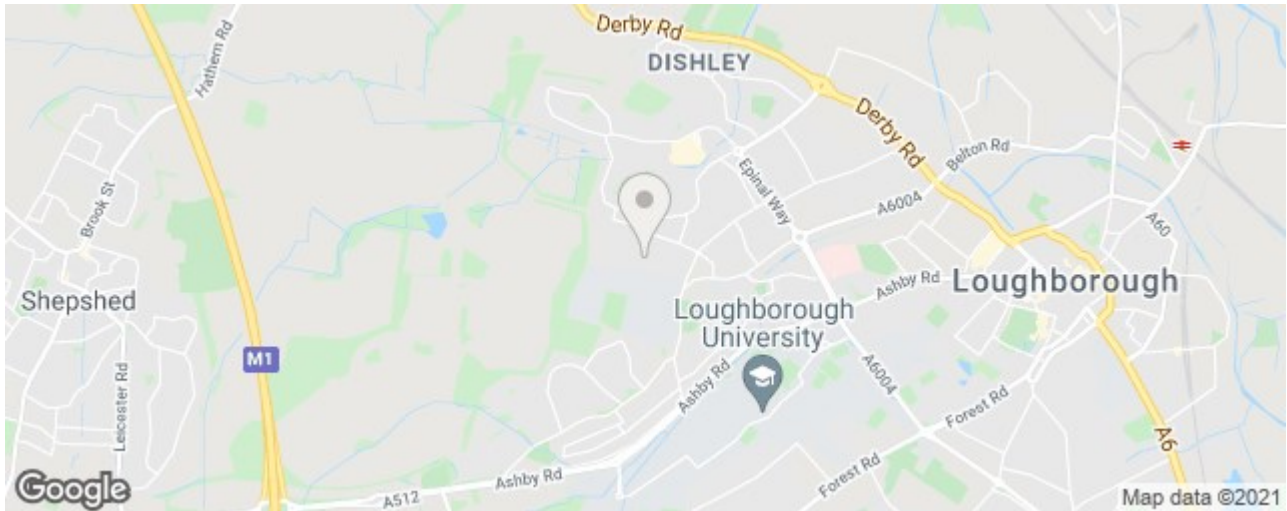 Derby Rd
DISHLEY
Hathern Rd
Derby Rd
Belton Rd
Epinal Way
Brook St
A6004
A60
Ashby Rd
Loughborough
Shepshed
Loughborough
University
M1
Leicester Rd
A6004
Ashby Rd
Forest Rd
A6
Forest Rd
Ashby Rd
A512
Google
Map data ©2021